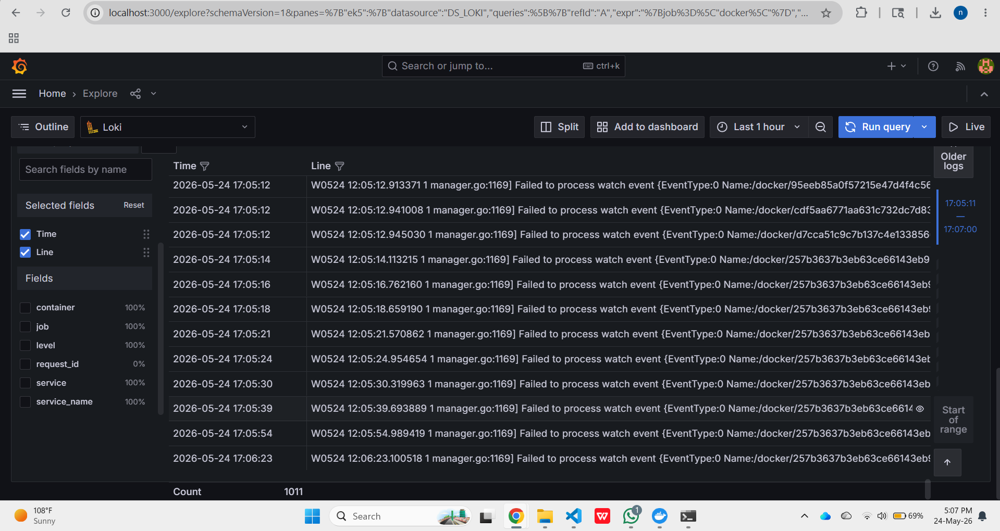 localhost:3000/explore?schemaVersion=1&panes=%7B"ek5":%7B"datasource":"DS_LOKI","queries":%5B%7B"refId":"A","expr":"%7Bjob%3D%5C"docker%5C"%7D","...
n
Search or jump to... ctrl+k
Home › Explore
Outline Loki Split Add to dashboard Last 1 hour Run query Live
Search fields by name
Selected fields Reset
Time
Line
Fields
container 100%
job 100%
level 100%
request_id 0%
service 100%
service_name 100%
Time Line
2026-05-24 17:05:12 W0524 12:05:12.913371 1 manager.go:1169] Failed to process watch event {EventType:0 Name:/docker/95eeb85a0f57215e47d4f4c56
2026-05-24 17:05:12 W0524 12:05:12.941008 1 manager.go:1169] Failed to process watch event {EventType:0 Name:/docker/cdf5aa6771aa631c732dc7d83
2026-05-24 17:05:12 W0524 12:05:12.945030 1 manager.go:1169] Failed to process watch event {EventType:0 Name:/docker/d7cca51c9c7b137c4e133856
2026-05-24 17:05:14 W0524 12:05:14.113215 1 manager.go:1169] Failed to process watch event {EventType:0 Name:/docker/257b3637b3eb63ce66143eb9
2026-05-24 17:05:16 W0524 12:05:16.762160 1 manager.go:1169] Failed to process watch event {EventType:0 Name:/docker/257b3637b3eb63ce66143eb9
2026-05-24 17:05:18 W0524 12:05:18.659190 1 manager.go:1169] Failed to process watch event {EventType:0 Name:/docker/257b3637b3eb63ce66143eb9
2026-05-24 17:05:21 W0524 12:05:21.570862 1 manager.go:1169] Failed to process watch event {EventType:0 Name:/docker/257b3637b3eb63ce66143eb
2026-05-24 17:05:24 W0524 12:05:24.954654 1 manager.go:1169] Failed to process watch event {EventType:0 Name:/docker/257b3637b3eb63ce66143eb
2026-05-24 17:05:30 W0524 12:05:30.319963 1 manager.go:1169] Failed to process watch event {EventType:0 Name:/docker/257b3637b3eb63ce66143eb
2026-05-24 17:05:39 W0524 12:05:39.693889 1 manager.go:1169] Failed to process watch event {EventType:0 Name:/docker/257b3637b3eb63ce6614
2026-05-24 17:05:54 W0524 12:05:54.989419 1 manager.go:1169] Failed to process watch event {EventType:0 Name:/docker/257b3637b3eb63ce66143eb
2026-05-24 17:06:23 W0524 12:06:23.100518 1 manager.go:1169] Failed to process watch event {EventType:0 Name:/docker/257b3637b3eb63ce66143eb9
Count 1011
Older
logs
17:05:11
—
17:07:00
Start
of
range
108°F
Sunny
Search
W
1
69%
5:07 PM
24-May-26